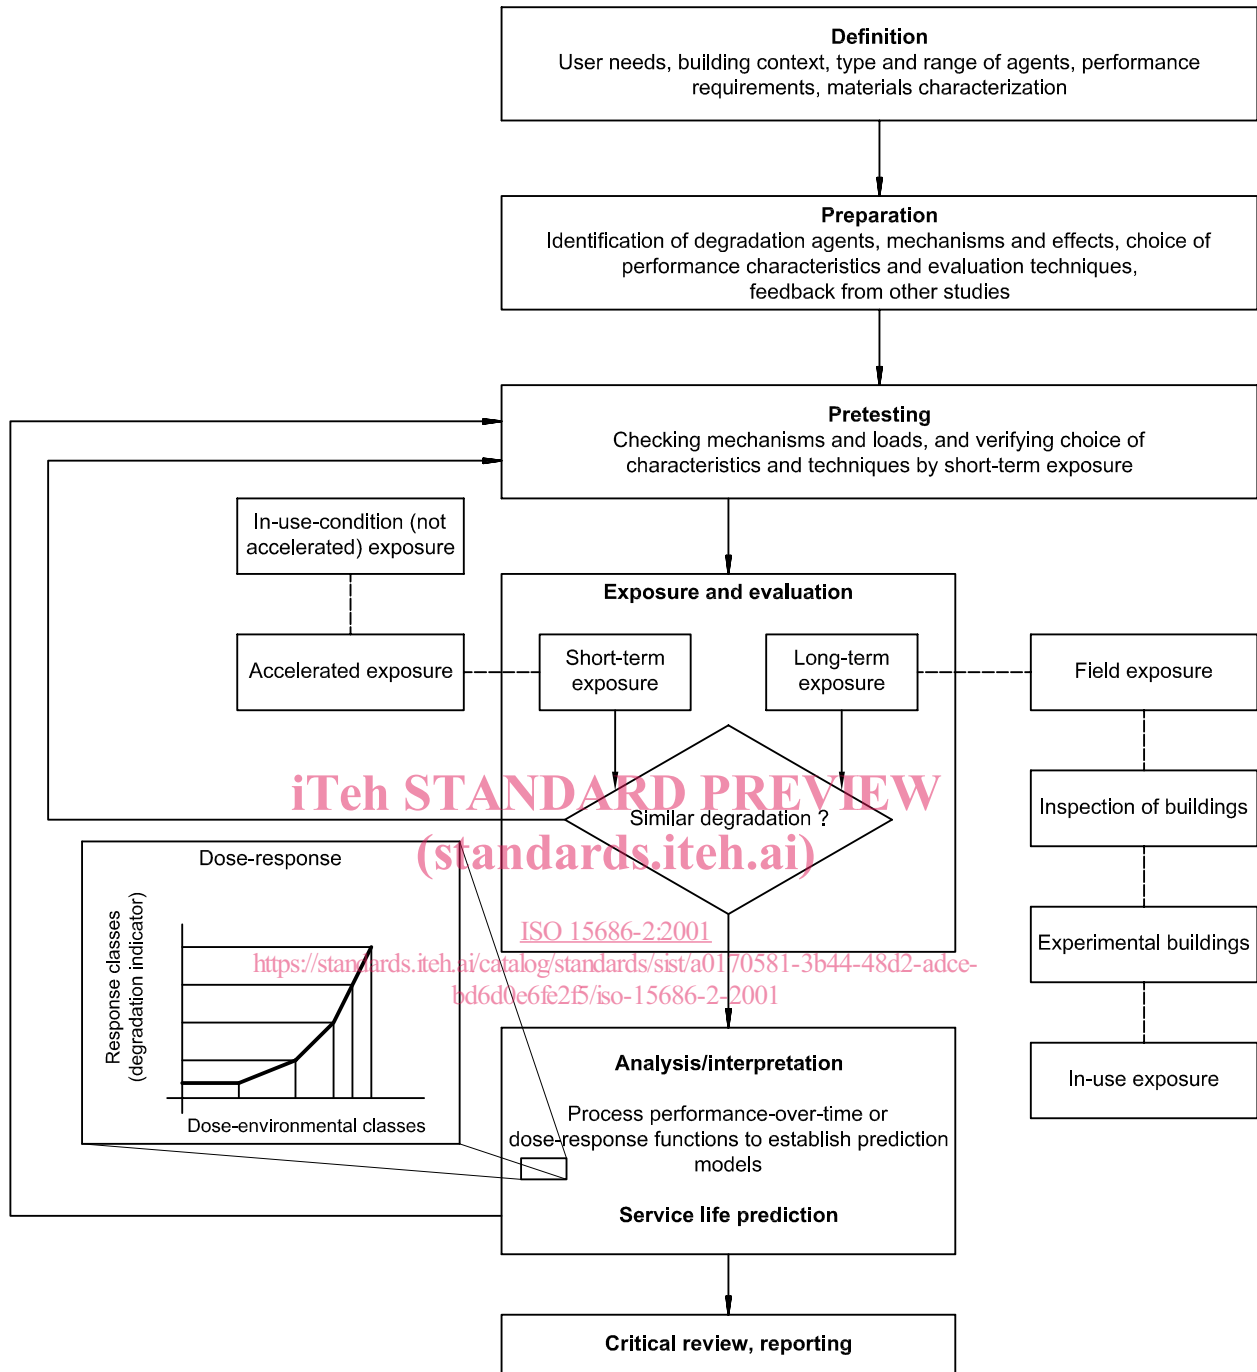 Definition
User needs, building context, type and range of agents, performance
requirements, materials characterization
Preparation
Identification of degradation agents, mechanisms and effects, choice of
performance characteristics and evaluation techniques,
feedback from other studies
Pretesting
Checking mechanisms and loads, and verifying choice of
characteristics and techniques by short-term exposure
In-use-condition (not
accelerated) exposure
Accelerated exposure
Exposure and evaluation
Short-term
exposure
Long-term
exposure
Similar degradation ?
Field exposure
Inspection of buildings
Experimental buildings
In-use exposure
iTeh STANDARD PREVIEW
(standards.iteh.ai)
ISO 15686-2:2001
https://standards.iteh.ai/catalog/standards/sist/a0170581-3b44-48d2-adce-
bd6d0e6fe2f5/iso-15686-2-2001
Dose-response
Response classes
(degradation indicator)
Dose-environmental classes
Analysis/interpretation
Process performance-over-time or
dose-response functions to establish prediction
models
Service life prediction
Critical review, reporting